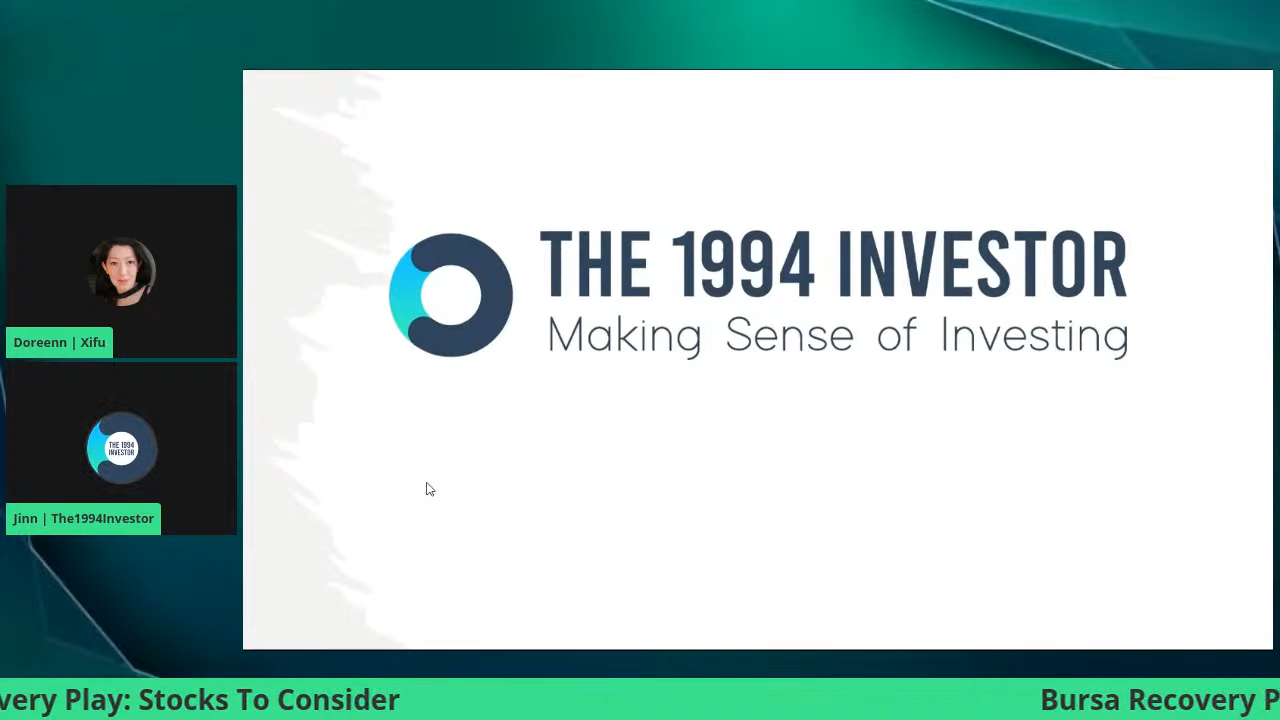 THE 1994 INVESTOR
Making Sense of Investing
Doreenn | Xifu
THE 1994
INVESTOR
Jinn | The1994Investor
very Play: Stocks To Consider
Bursa Recovery P